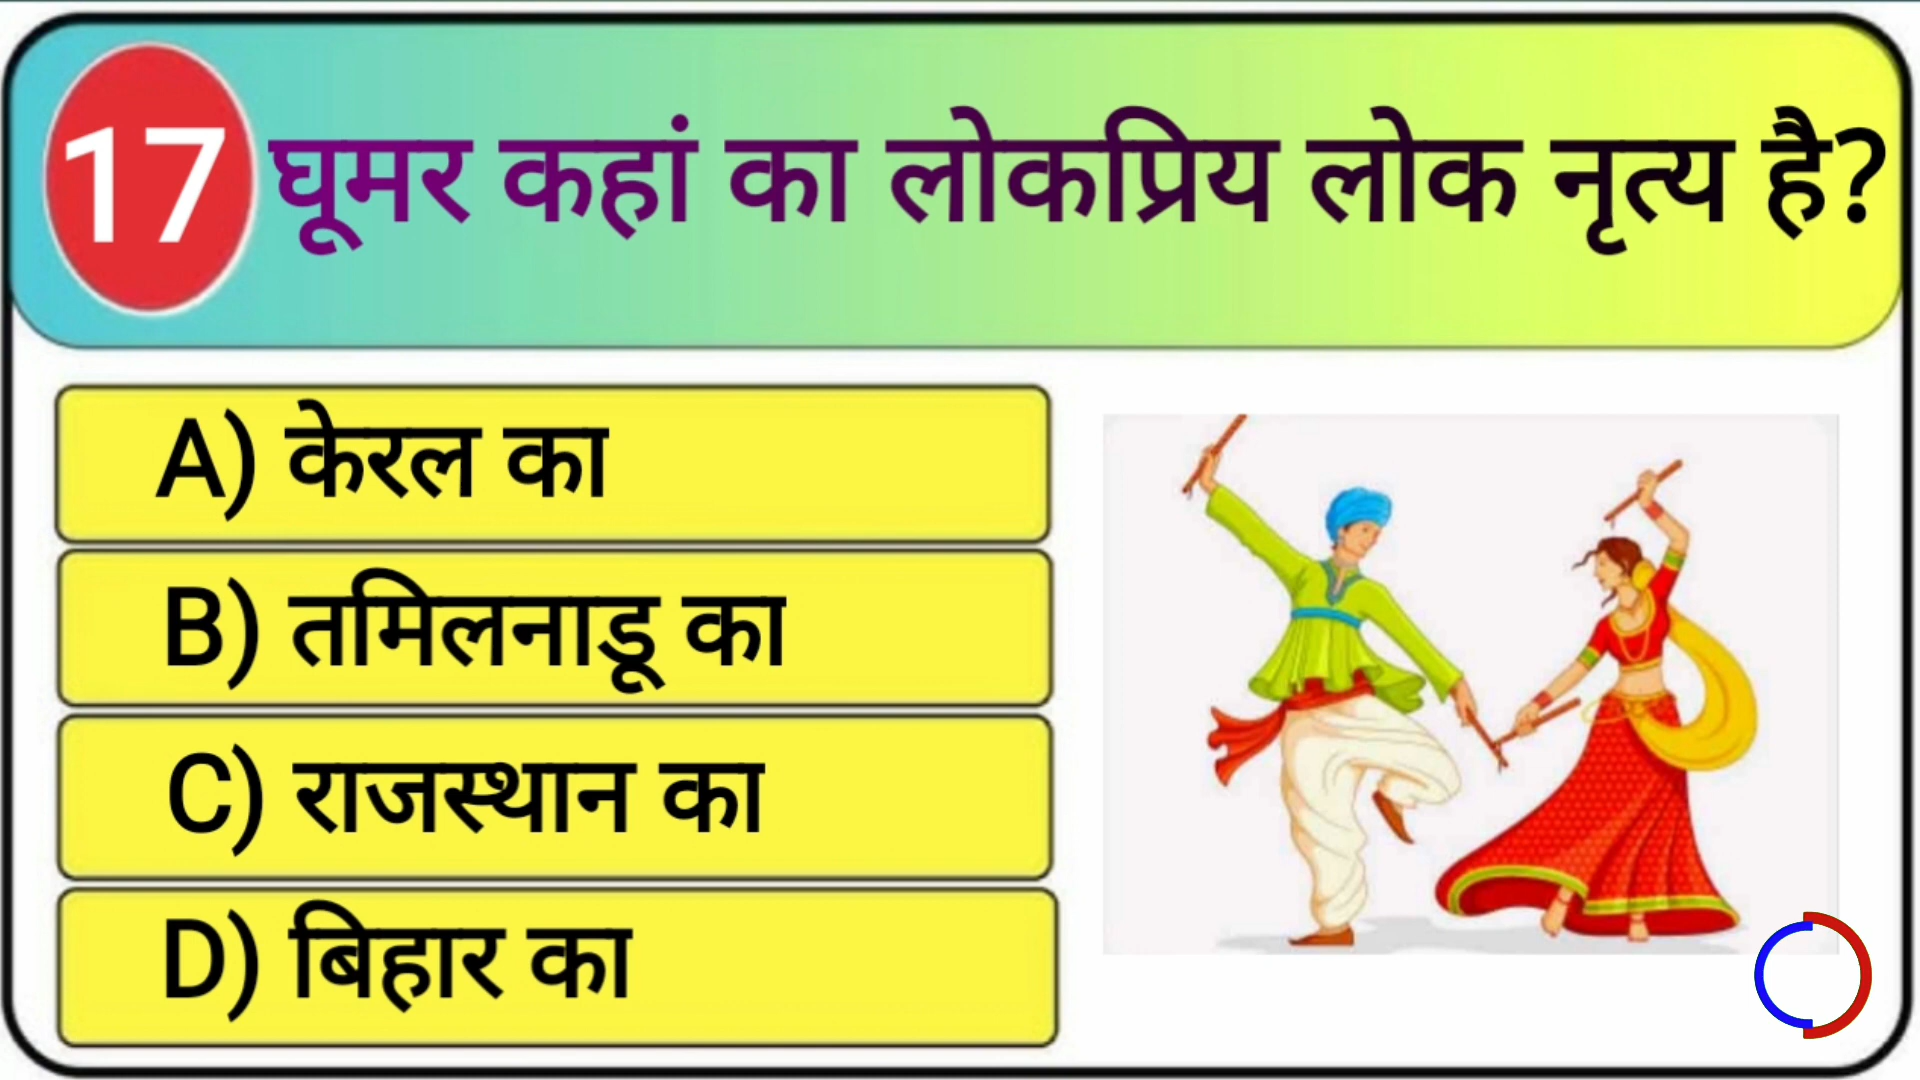 17 घूमर कहां का लोकप्रिय लोक नृत्य है?
A) केरल का
B) तमिलनाडू का
C) राजस्थान का
D) बिहार का